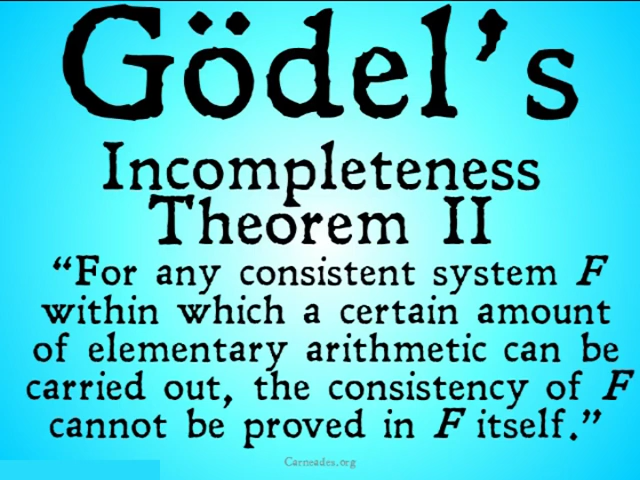 Gödel's
Incompleteness
Theorem II
“For any consistent system F
within which a certain amount
of elementary arithmetic can be
carried out, the consistency of F
cannot be proved in F itself.”
Carneades.org